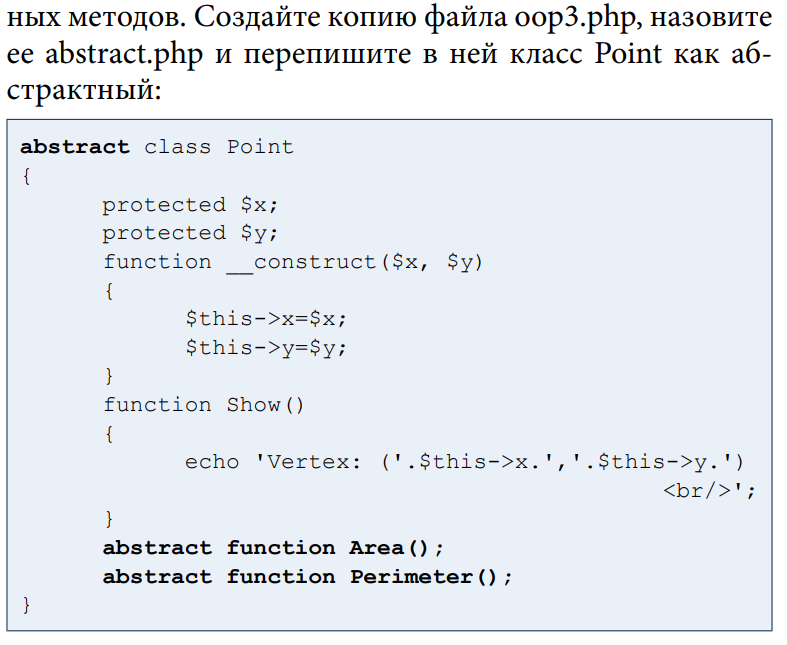 ных методов. Создайте копию файла oop3.php, назовите
ее abstract.php и перепишите в ней класс Point как аб-
страктный:
abstract class Point
{
protected $x;
protected $y;
function __construct($x, $y)
{
$this->x=$x;
$this->y=$y;
}
function Show()
{
echo 'Vertex: ('.$this->x.','.$this->y.')
<br/>';
}
abstract function Area();
abstract function Perimeter();
}